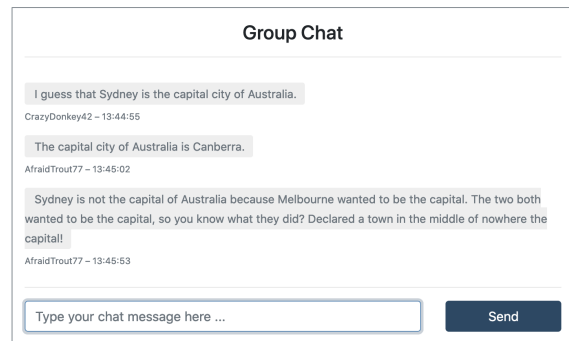 Group Chat
I guess that Sydney is the capital city of Australia.
CrazyDonkey42 – 13:44:55
The capital city of Australia is Canberra.
AfraidTrout77 – 13:45:02
Sydney is not the capital of Australia because Melbourne wanted to be the capital. The two both
wanted to be the capital, so you know what they did? Declared a town in the middle of nowhere the
capital!
AfraidTrout77 – 13:45:53
Type your chat message here ... Send